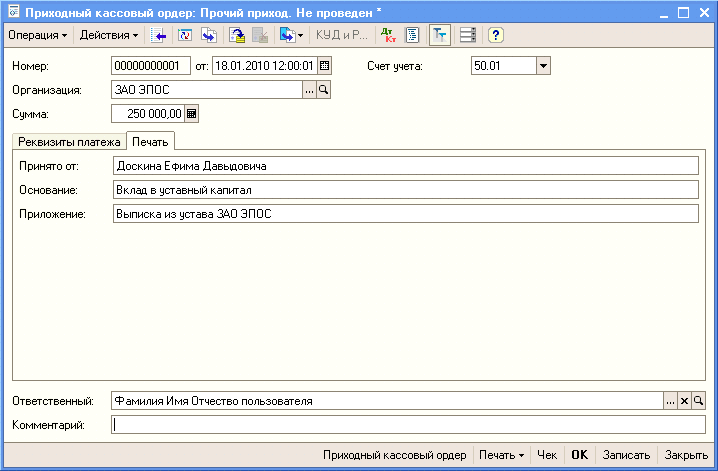 Приходный кассовый ордер: Прочий приход. Не проведен *
Операция Действия КУД и Р... Дт Кт Тт ?
Номер: 00000000001 от: 18.01.2010 12:00:01 Счет учета: 50.01
Организация: ЗАО ЭПОС ...
Сумма: 250 000,00
Реквизиты платежа Печать
Принято от: Доскина Ефима Давыдовича
Основание: Вклад в уставный капитал
Приложение: Выписка из устава ЗАО ЭПОС
Ответственный: Фамилия Имя Отчество пользователя ... x
Комментарий:
Приходный кассовый ордер Печать Чек OK Записать Закрыть